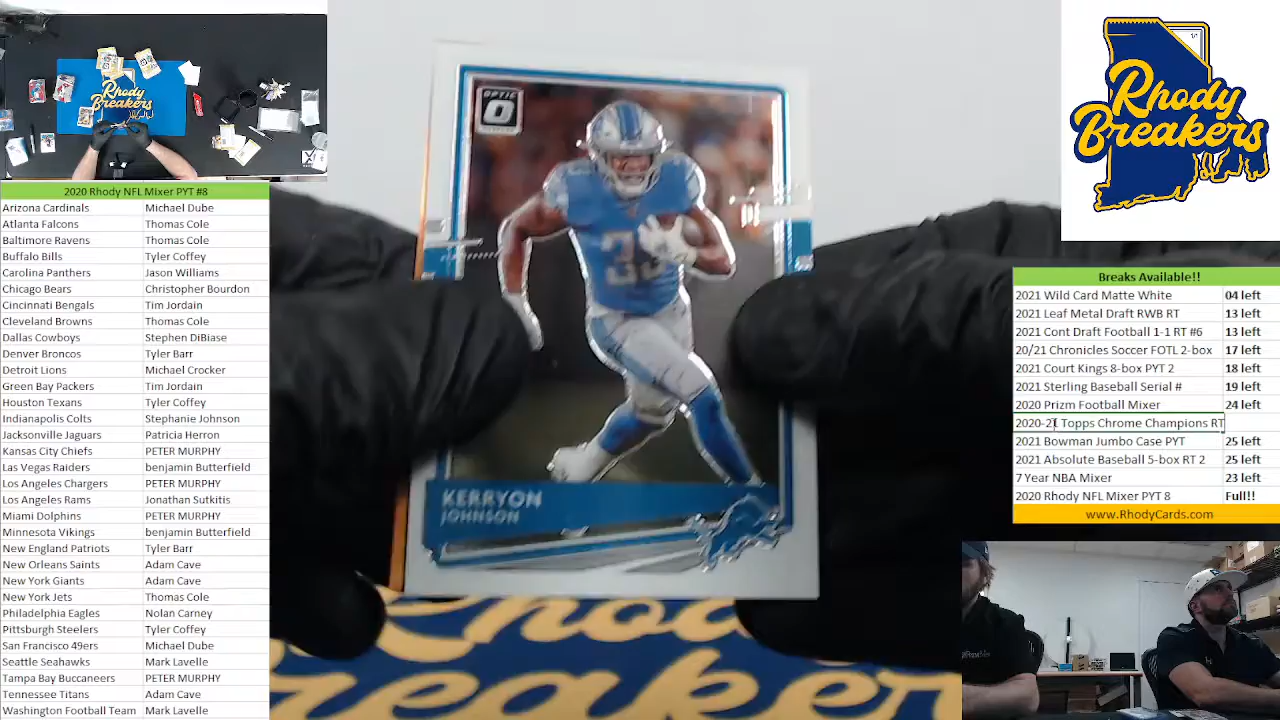 Rhody
Breakers
2020 Rhody NFL Mixer PYT #8
Arizona Cardinals Michael Dube
Atlanta Falcons Thomas Cole
Baltimore Ravens Thomas Cole
Buffalo Bills Tyler Coffey
Carolina Panthers Jason Williams
Chicago Bears Christopher Bourdon
Cincinnati Bengals Tim Jordain
Cleveland Browns Thomas Cole
Dallas Cowboys Stephen DiBiase
Denver Broncos Tyler Barr
Detroit Lions Michael Crocker
Green Bay Packers Tim Jordain
Houston Texans Tyler Coffey
Indianapolis Colts Stephanie Johnson
Jacksonville Jaguars Patricia Herron
Kansas City Chiefs PETER MURPHY
Las Vegas Raiders benjamin Butterfield
Los Angeles Chargers PETER MURPHY
Los Angeles Rams Jonathan Sutkitis
Miami Dolphins PETER MURPHY
Minnesota Vikings benjamin Butterfield
New England Patriots Tyler Barr
New Orleans Saints Adam Cave
New York Giants Adam Cave
New York Jets Thomas Cole
Philadelphia Eagles Nolan Carney
Pittsburgh Steelers Tyler Coffey
San Francisco 49ers Michael Dube
Seattle Seahawks Mark Lavelle
Tampa Bay Buccaneers PETER MURPHY
Tennessee Titans Adam Cave
Washington Football Team Mark Lavelle
OPTIC
33
KERRYON
JOHNSON
Rhody
Breakers
Rhody
Breakers
Breaks Available!!
2021 Wild Card Matte White 04 left
2021 Leaf Metal Draft RWB RT 13 left
2021 Cont Draft Football 1-1 RT #6 13 left
20/21 Chronicles Soccer FOTL 2-box 17 left
2021 Court Kings 8-box PYT 2 18 left
2021 Sterling Baseball Serial # 19 left
2020 Prizm Football Mixer 24 left
2020-21 Topps Chrome Champions RT
2021 Bowman Jumbo Case PYT 25 left
2021 Absolute Baseball 5-box RT 2 25 left
7 Year NBA Mixer 23 left
2020 Rhody NFL Mixer PYT 8 Full!!
www.RhodyCards.com